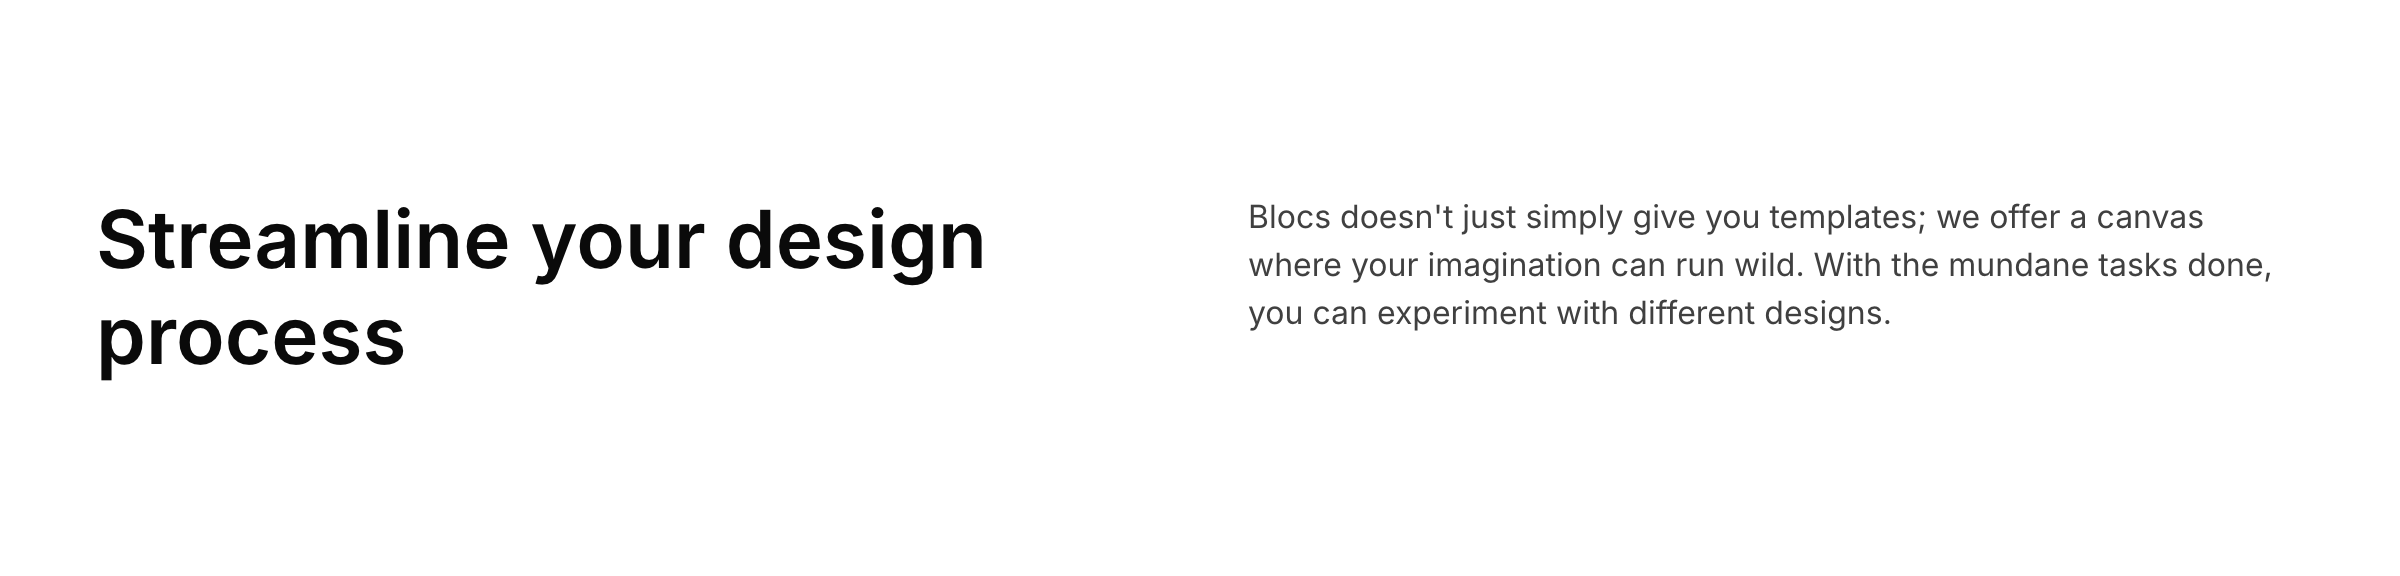 Streamline your design
process
Blocs doesn't just simply give you templates; we offer a canvas
where your imagination can run wild. With the mundane tasks done,
you can experiment with different designs.